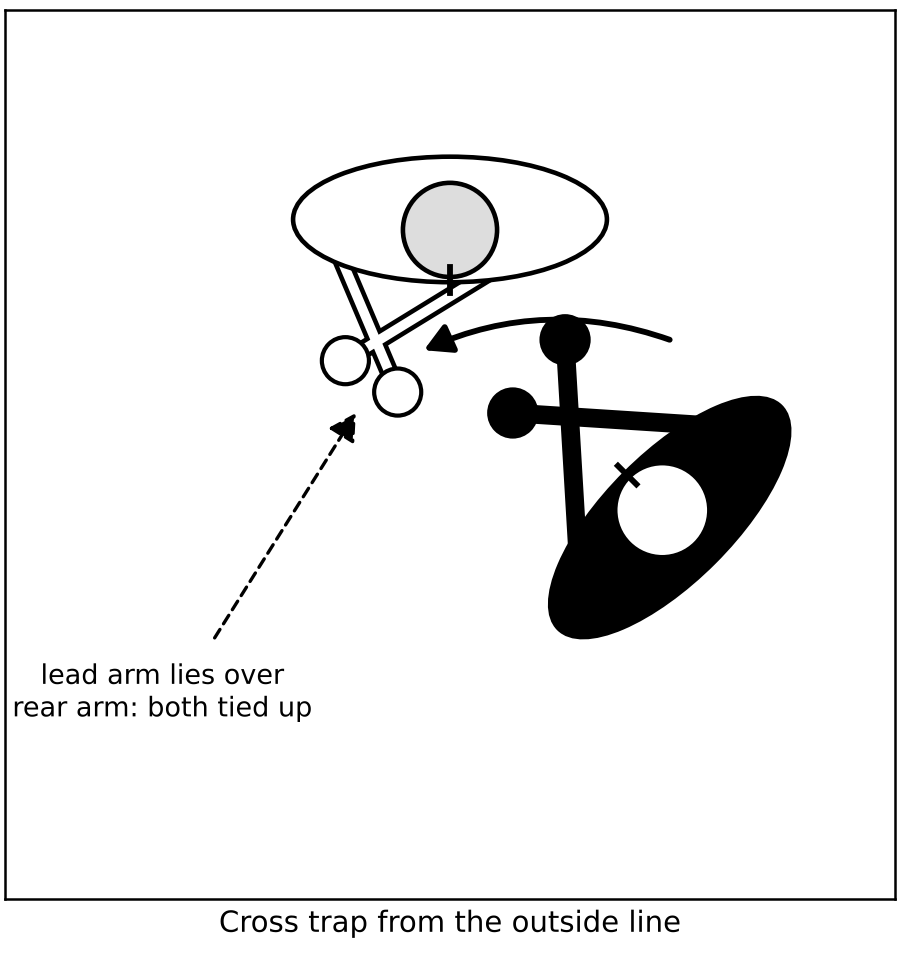 lead arm lies over
rear arm: both tied up
Cross trap from the outside line